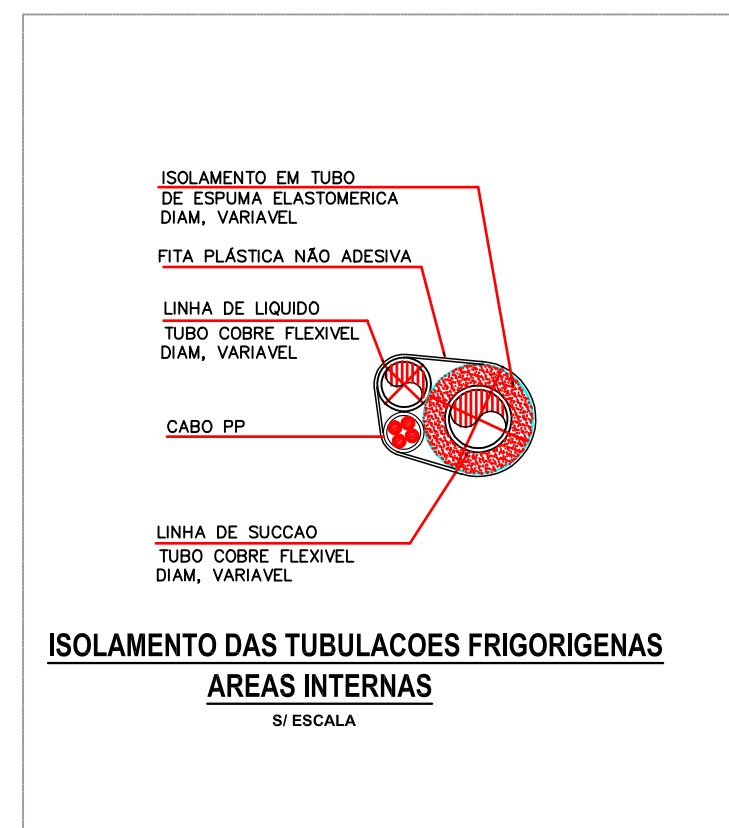 ISOLAMENTO EM TUBO
DE ESPUMA ELASTOMERICA
DIAM, VARIAVEL
FITA PLÁSTICA NÃO ADESIVA
LINHA DE LIQUIDO
TUBO COBRE FLEXIVEL
DIAM, VARIAVEL
CABO PP
LINHA DE SUCCAO
TUBO COBRE FLEXIVEL
DIAM, VARIAVEL
ISOLAMENTO DAS TUBULACOES FRIGORIGENAS
AREAS INTERNAS
S/ ESCALA